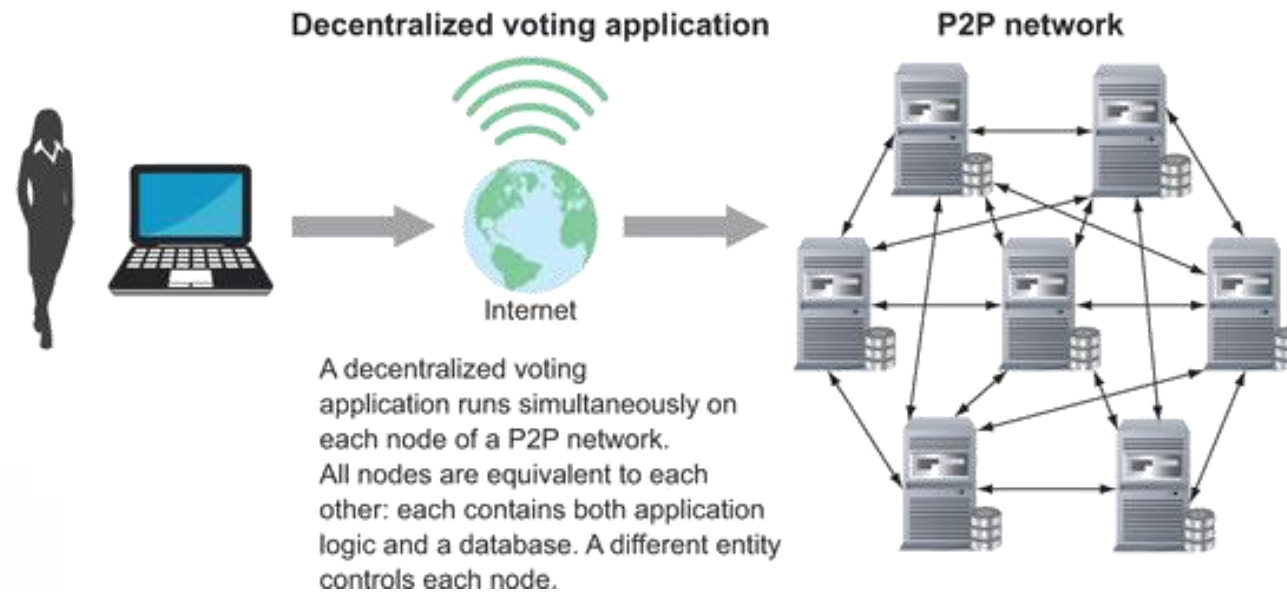 Decentralized voting application
P2P network
Internet
A decentralized voting
application runs simultaneously on
each node of a P2P network.
All nodes are equivalent to each
other: each contains both application
logic and a database. A different entity
controls each node.